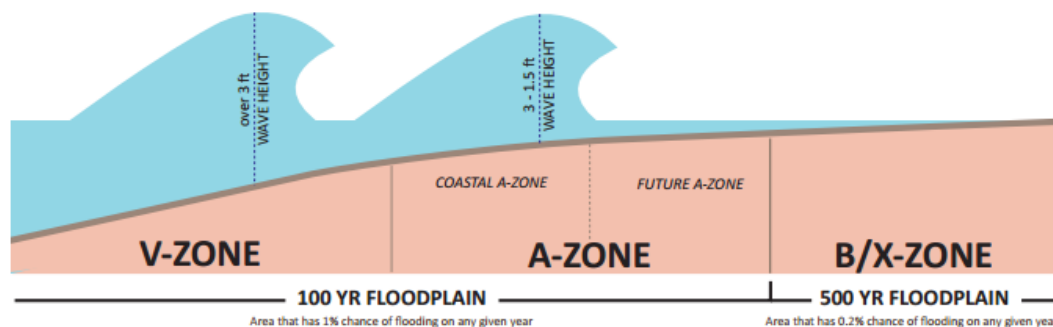 over 3 ft
WAVE HEIGHT
3 - 1.5 ft
WAVE HEIGHT
COASTAL A-ZONE
FUTURE A-ZONE
V-ZONE
A-ZONE
B/X-ZONE
100 YR FLOODPLAIN
500 YR FLOODPLAIN
Area that has 1% chance of flooding on any given year
Area that has 0.2% chance of flooding on any given yea